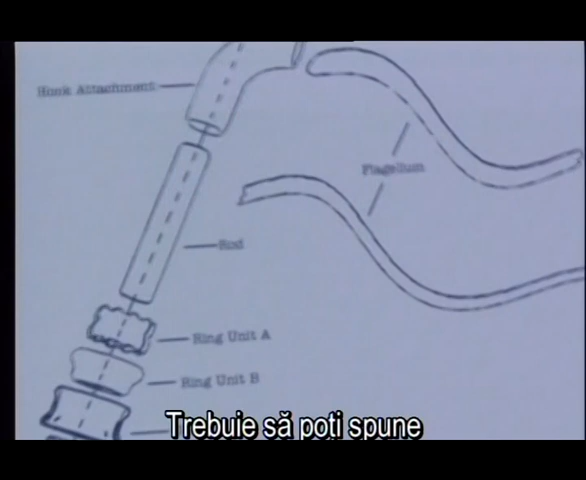 Hook Attachment
Flagellum
Rod
Ring Unit A
Ring Unit B
Trebuie să poți spune